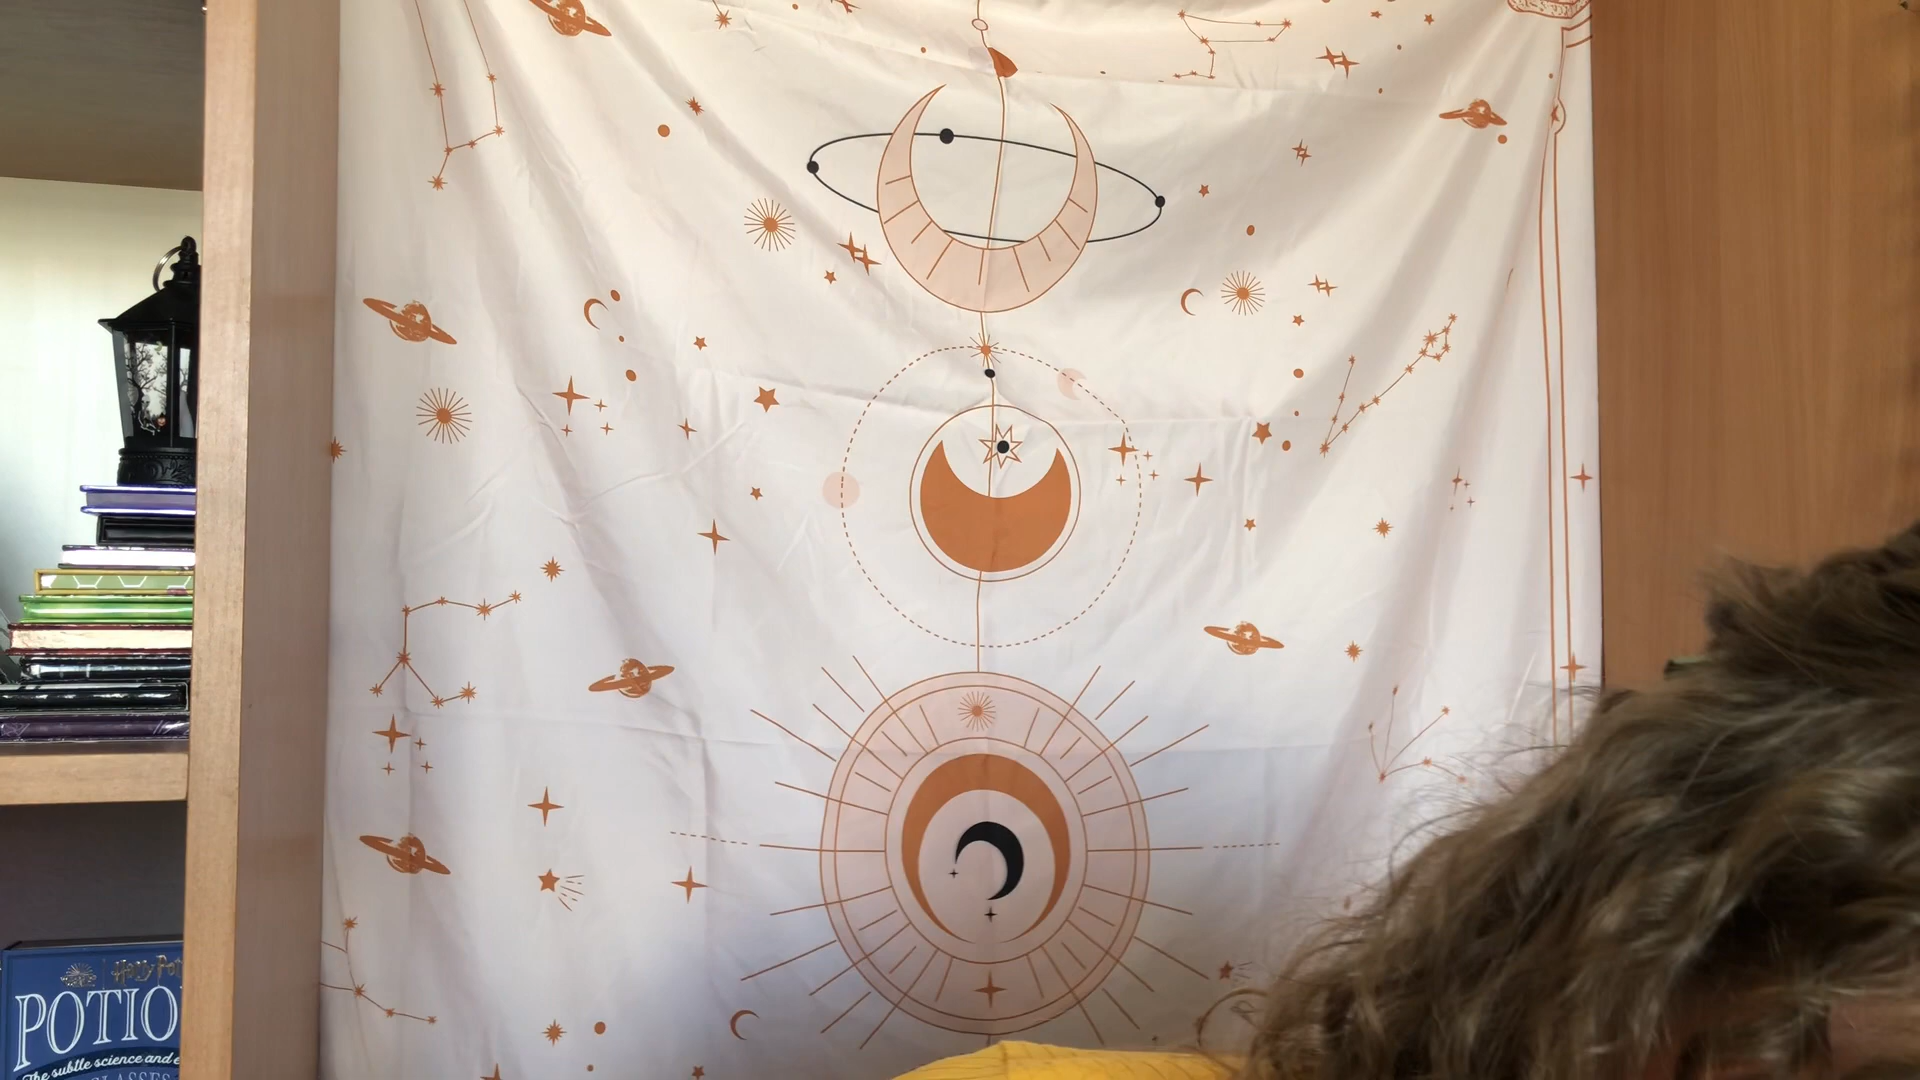 Harry Pot
POTIO
The subtle science and e
CLASSES